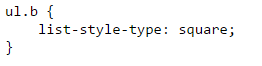 ul.b {
    list-style-type: square;
}